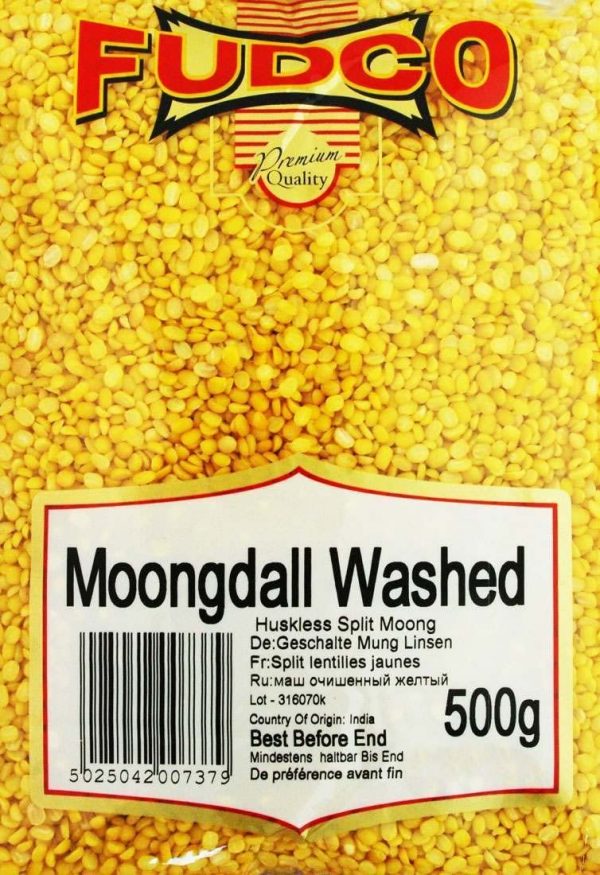 FUDCO
Premium
Quality
Moongdall Washed
Huskless Split Moong
De:Geschalte Mung Linsen
Fr:Split lentilles jaunes
Ru:маш очишенный желтый
Lot - 316070k
500g
Country Of Origin: India
Best Before End
Mindestens haltbar Bis End
De préférence avant fin
5025042007379